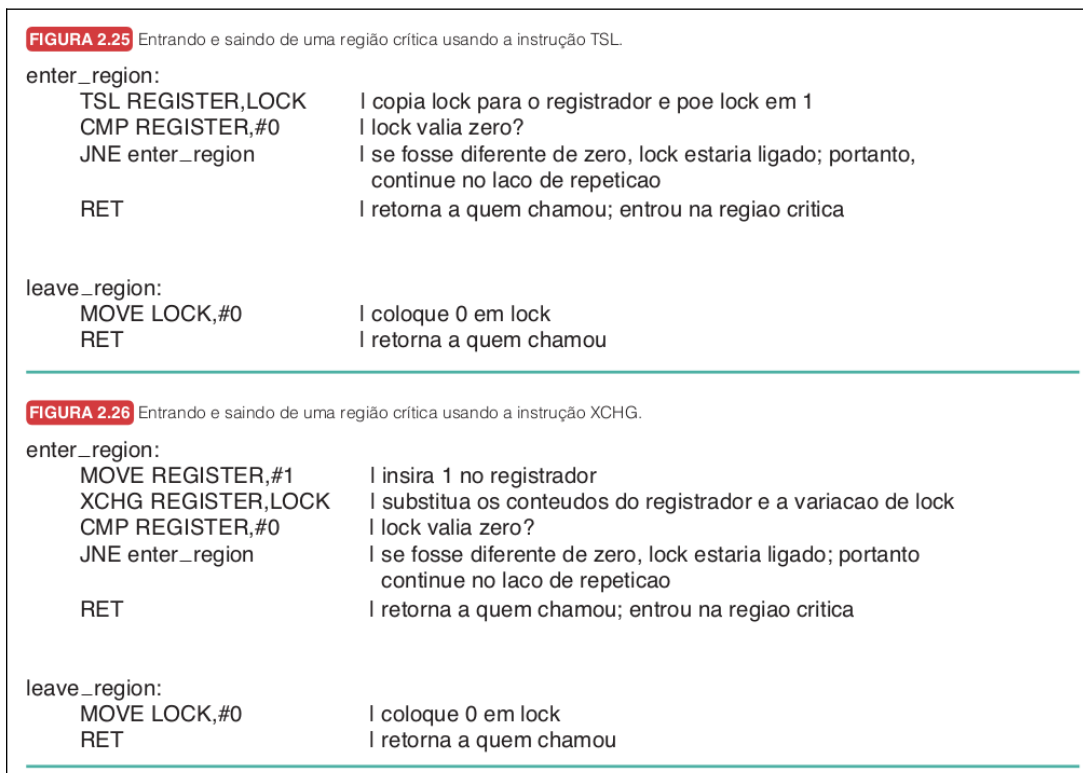 FIGURA 2.25 Entrando e saindo de uma região crítica usando a instrução TSL.
enter_region:
TSL REGISTER,LOCK | copia lock para o registrador e poe lock em 1
CMP REGISTER,#0 | lock valia zero?
JNE enter_region | se fosse diferente de zero, lock estaria ligado; portanto,
continue no laco de repeticao
RET | retorna a quem chamou; entrou na regiao critica
leave_region:
MOVE LOCK,#0 | coloque 0 em lock
RET | retorna a quem chamou
FIGURA 2.26 Entrando e saindo de uma região crítica usando a instrução XCHG.
enter_region:
MOVE REGISTER,#1 | insira 1 no registrador
XCHG REGISTER,LOCK | substitua os conteudos do registrador e a variacao de lock
CMP REGISTER,#0 | lock valia zero?
JNE enter_region | se fosse diferente de zero, lock estaria ligado; portanto
continue no laco de repeticao
RET | retorna a quem chamou; entrou na regiao critica
leave_region:
MOVE LOCK,#0 | coloque 0 em lock
RET | retorna a quem chamou